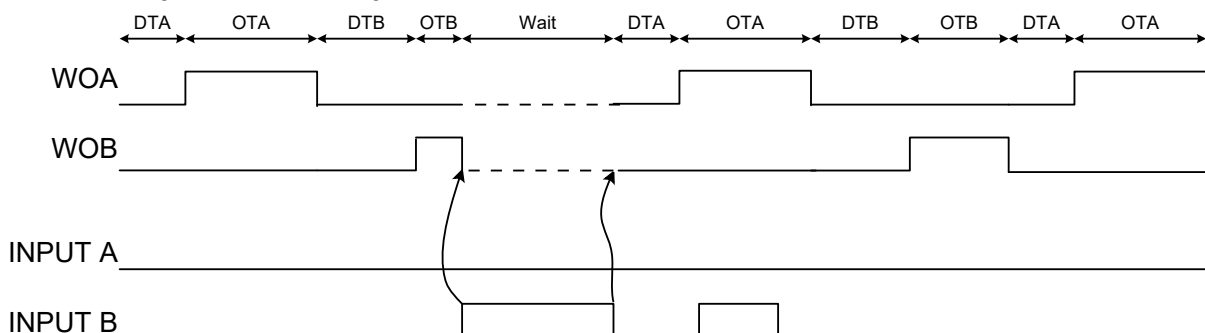 DTA OTA DTB OTB Wait DTA OTA DTB OTB DTA OTA
WOA
WOB
INPUT A
INPUT B